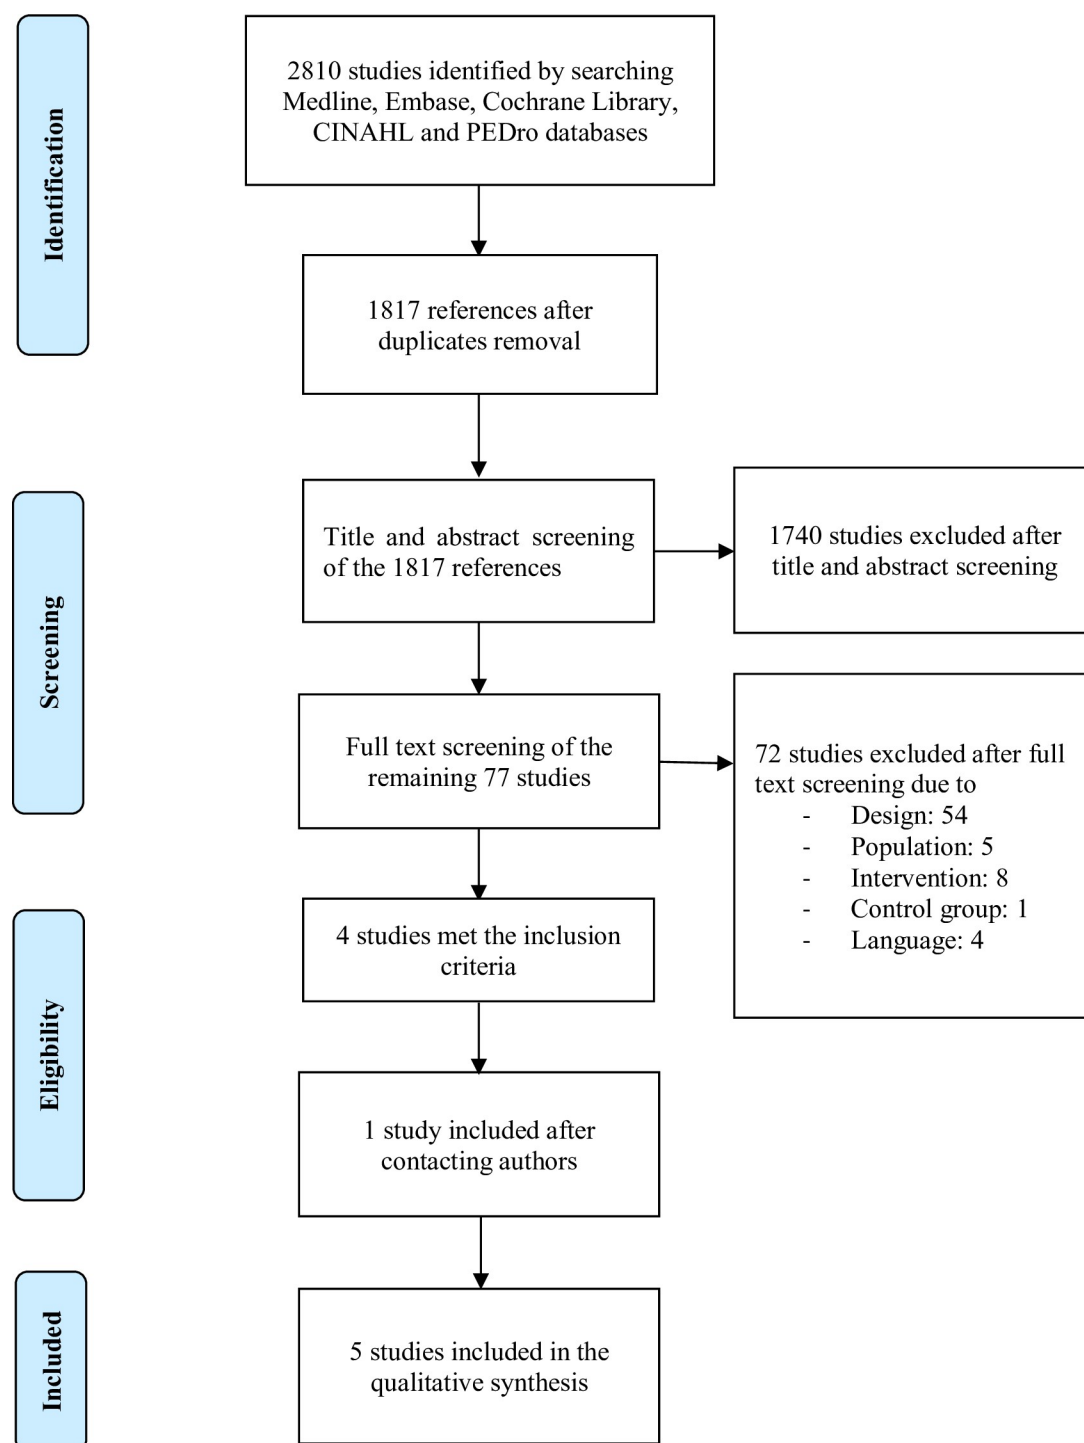 Identification
2810 studies identified by searching
Medline, Embase, Cochrane Library,
CINAHL and PEDro databases
1817 references after
duplicates removal
Screening
Title and abstract screening
of the 1817 references
1740 studies excluded after
title and abstract screening
Full text screening of the
remaining 77 studies
72 studies excluded after full
text screening due to
- Design: 54
- Population: 5
- Intervention: 8
- Control group: 1
- Language: 4
Eligibility
4 studies met the inclusion
criteria
1 study included after
contacting authors
Included
5 studies included in the
qualitative synthesis